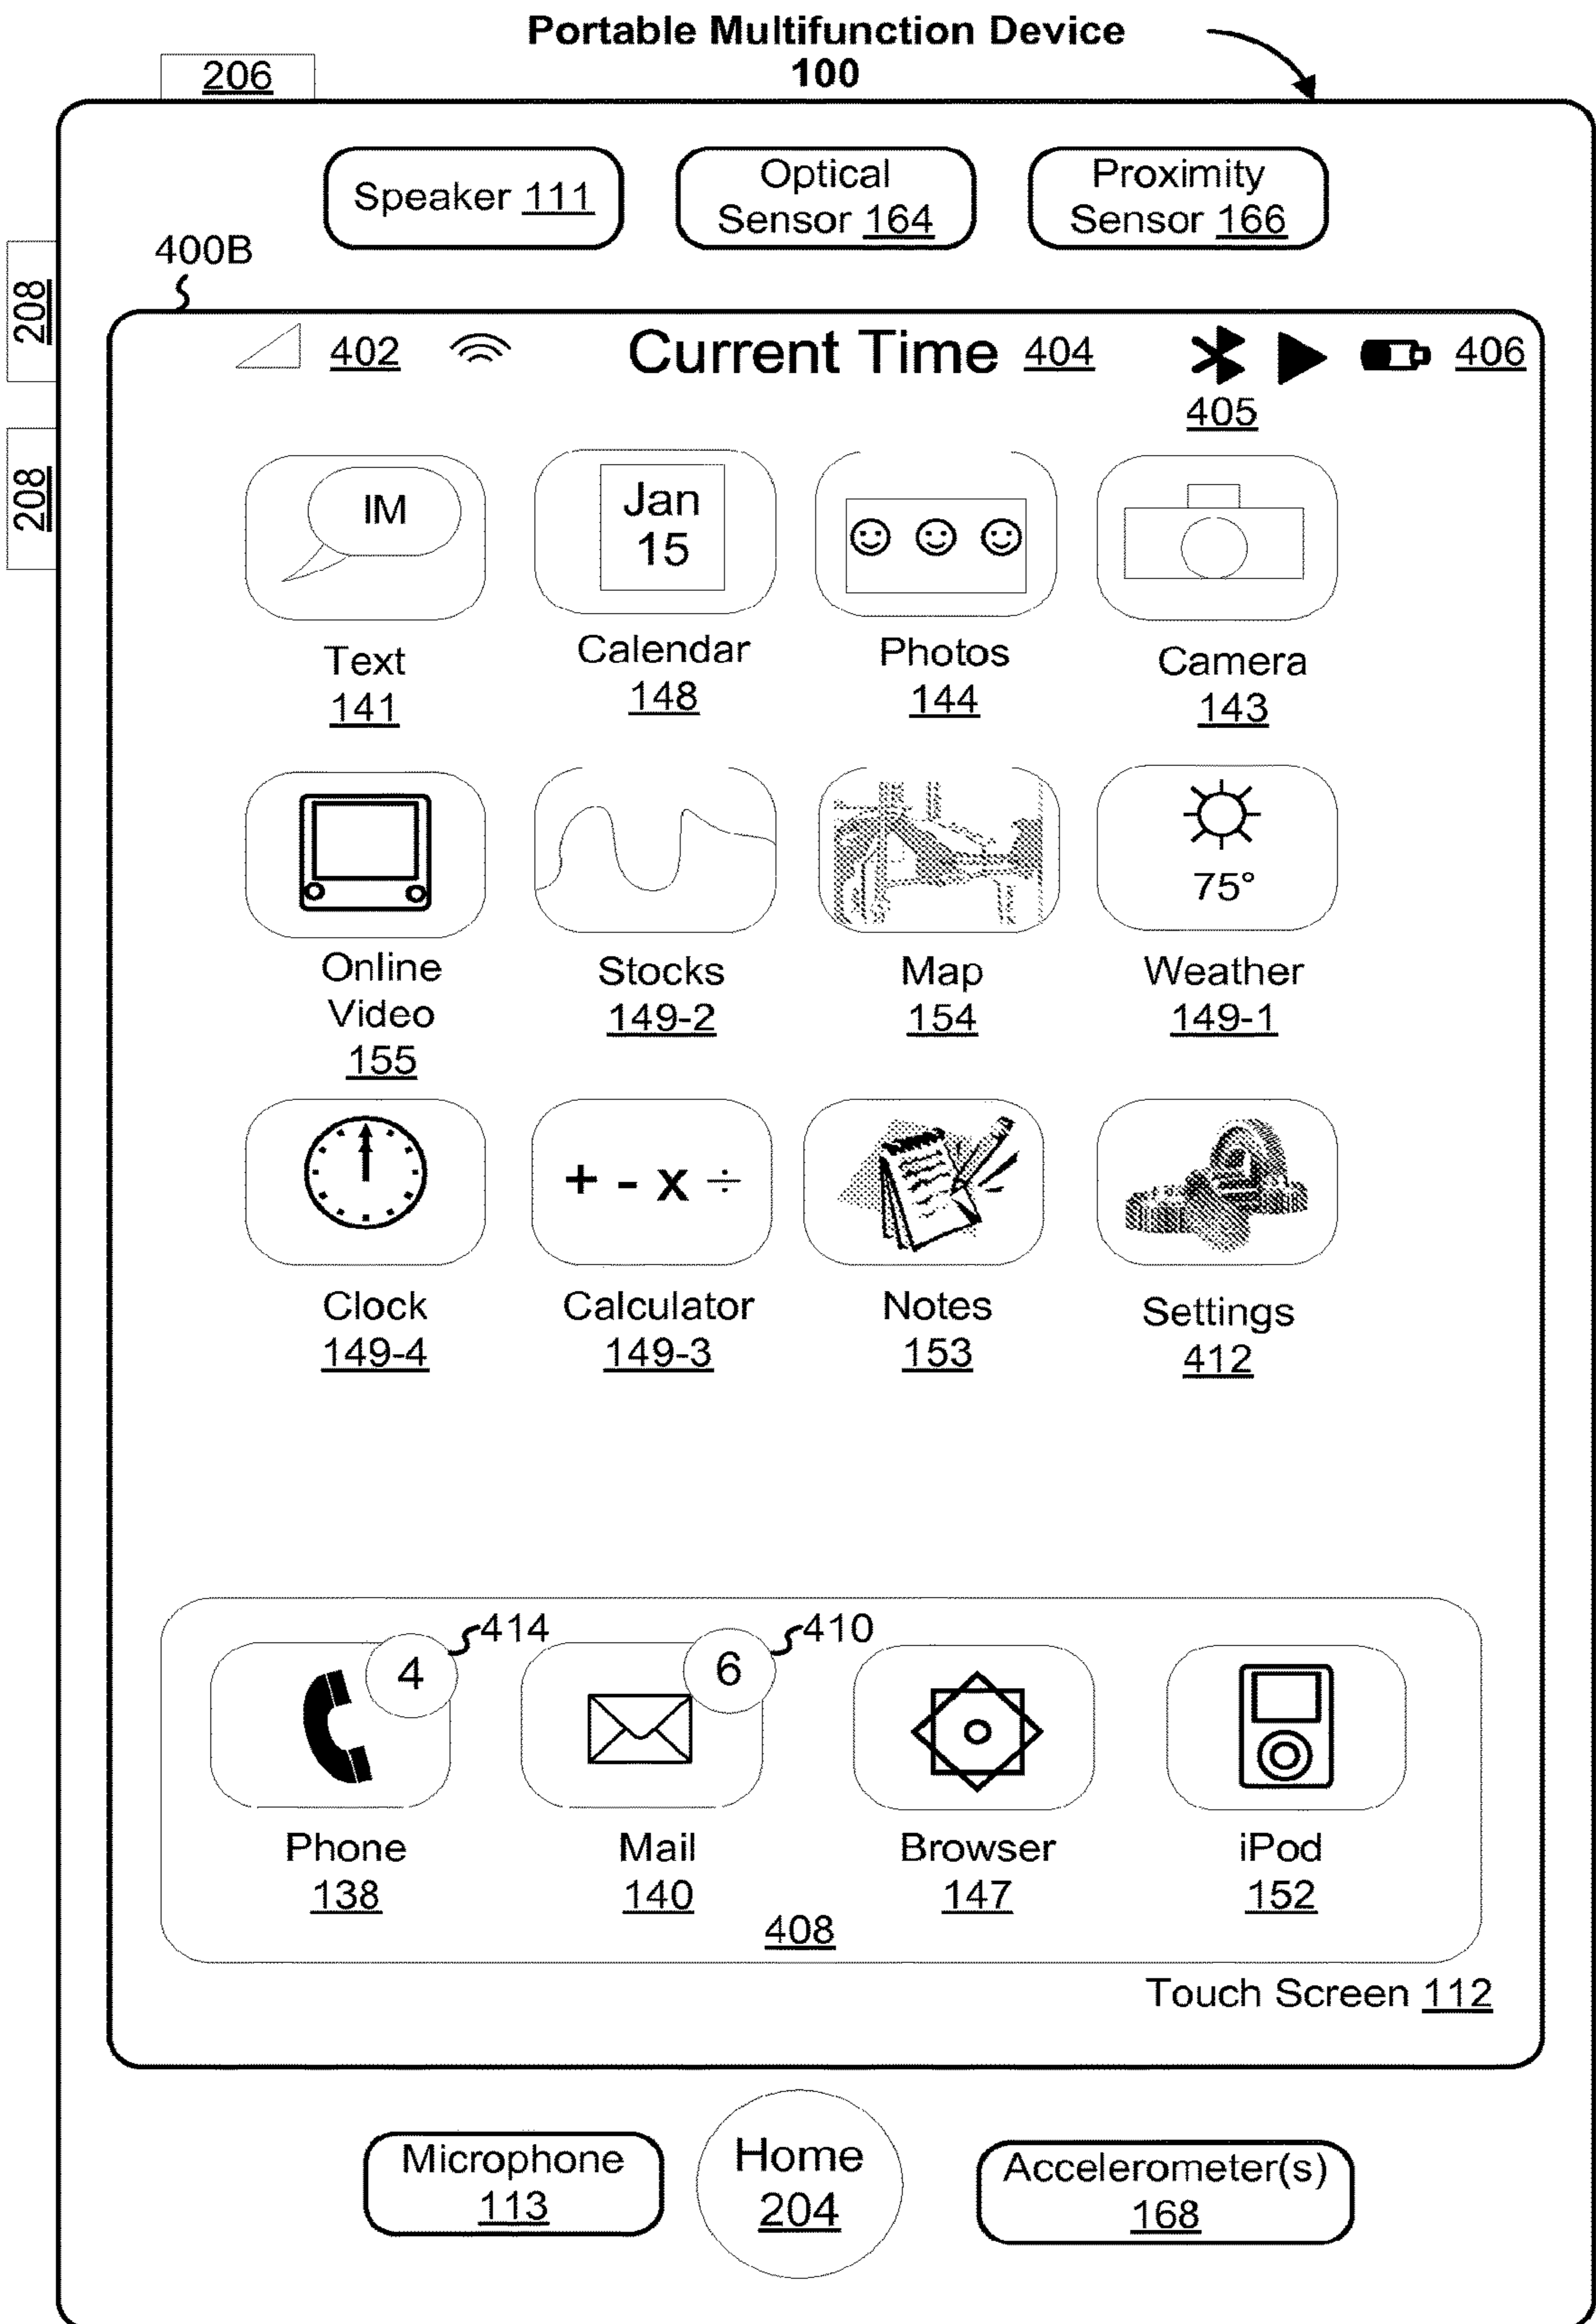 Portable Multifunction Device
100
206
Speaker 111
Optical
Sensor 164
Proximity
Sensor 166
400B
208
208
402
Current Time 404
406
405
IM
Jan
15
Text
141
Calendar
148
Photos
144
Camera
143
75°
Online
Video
155
Stocks
149-2
Map
154
Weather
149-1
+ - x ÷
Clock
149-4
Calculator
149-3
Notes
153
Settings
412
4
414
6
410
Phone
138
Mail
140
Browser
147
iPod
152
408
Touch Screen 112
Microphone
113
Home
204
Accelerometer(s)
168